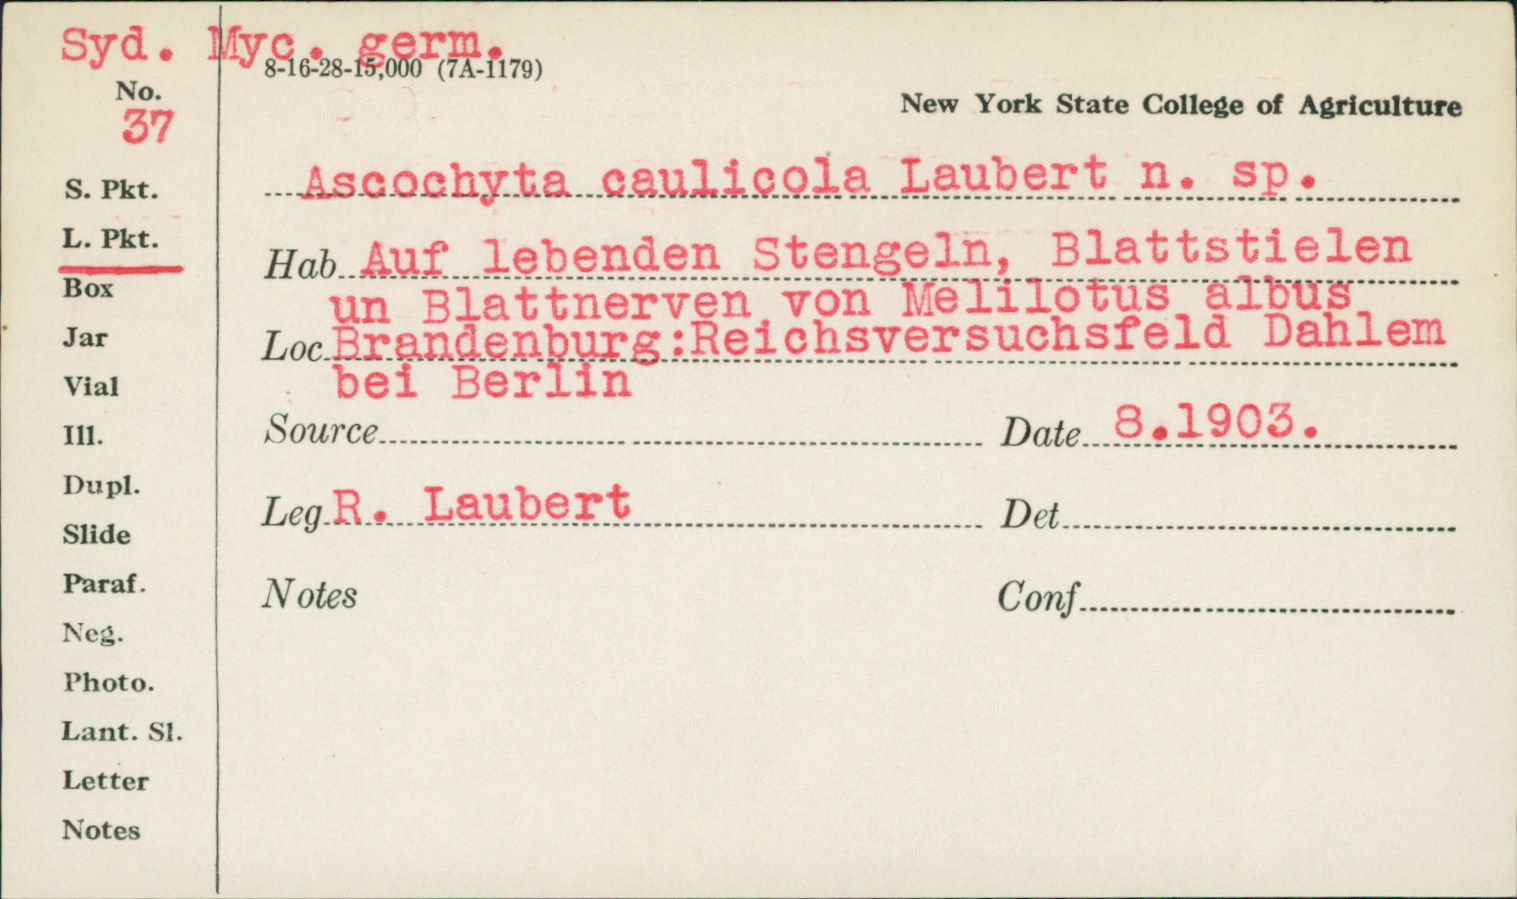 Syd. Myc. germ.
8-16-28-15,000 (7A-1179)
No.
37
New York State College of Agriculture
S. Pkt.
Ascochyta caulicola Laubert n. sp.
L. Pkt.
Hab Auf lebenden Stengeln, Blattstielen
Box
un Blattnerven von Melilotus albus
Jar
Loc Brandenburg:Reichsversuchsfeld Dahlem
Vial
bei Berlin
Ill.
Source Date 8.1903.
Dupl.
Leg R. Laubert Det
Slide
Paraf.
Notes Conf
Neg.
Photo.
Lant. Sl.
Letter
Notes